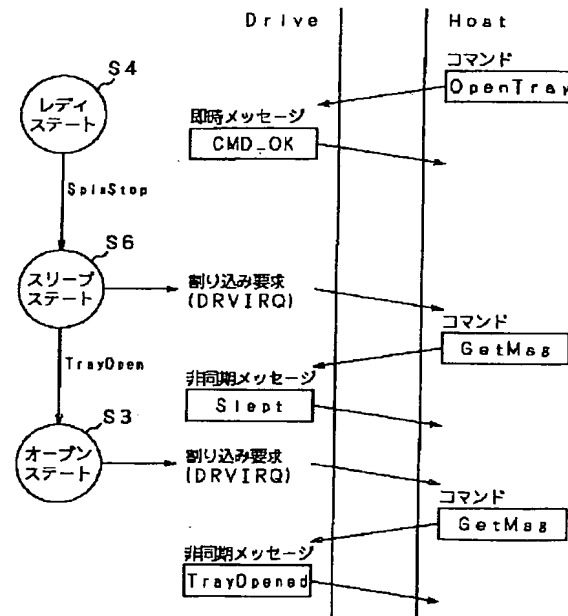 Drive Host
S4
コマンド
OpenTray
レディ
ステート
即時メッセージ
CMD_OK
SpinStop
S6
スリープ
ステート
割り込み要求
(DRVIRQ)
コマンド
GetMsg
TrayOpen
非同期メッセージ
Slept
S3
オープン
ステート
割り込み要求
(DRVIRQ)
コマンド
GetMsg
非同期メッセージ
TrayOpened